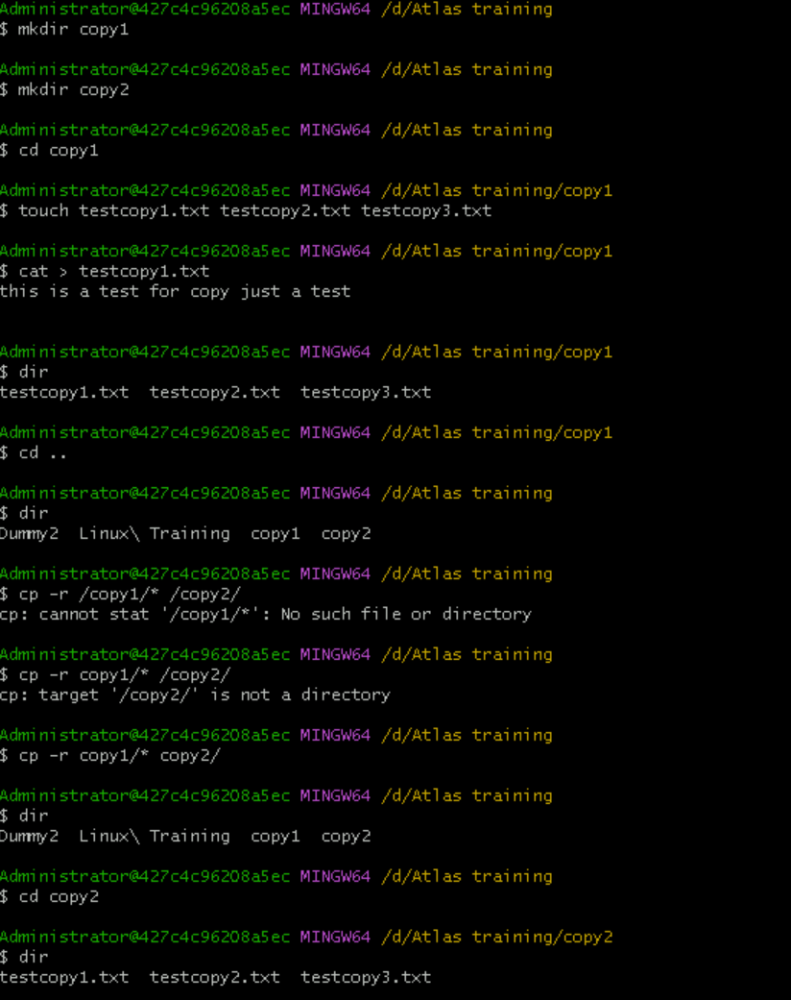 Administrator@427c4c96208a5ec MINGW64 /d/Atlas training
$ mkdir copy1
Administrator@427c4c96208a5ec MINGW64 /d/Atlas training
$ mkdir copy2
Administrator@427c4c96208a5ec MINGW64 /d/Atlas training
$ cd copy1
Administrator@427c4c96208a5ec MINGW64 /d/Atlas training/copy1
$ touch testcopy1.txt testcopy2.txt testcopy3.txt
Administrator@427c4c96208a5ec MINGW64 /d/Atlas training/copy1
$ cat > testcopy1.txt
this is a test for copy just a test
Administrator@427c4c96208a5ec MINGW64 /d/Atlas training/copy1
$ dir
testcopy1.txt  testcopy2.txt  testcopy3.txt
Administrator@427c4c96208a5ec MINGW64 /d/Atlas training/copy1
$ cd ..
Administrator@427c4c96208a5ec MINGW64 /d/Atlas training
$ dir
Dummy2  Linux\ Training  copy1  copy2
Administrator@427c4c96208a5ec MINGW64 /d/Atlas training
$ cp -r /copy1/* /copy2/
cp: cannot stat '/copy1/*': No such file or directory
Administrator@427c4c96208a5ec MINGW64 /d/Atlas training
$ cp -r copy1/* /copy2/
cp: target '/copy2/' is not a directory
Administrator@427c4c96208a5ec MINGW64 /d/Atlas training
$ cp -r copy1/* copy2/
Administrator@427c4c96208a5ec MINGW64 /d/Atlas training
$ dir
Dummy2  Linux\ Training  copy1  copy2
Administrator@427c4c96208a5ec MINGW64 /d/Atlas training
$ cd copy2
Administrator@427c4c96208a5ec MINGW64 /d/Atlas training/copy2
$ dir
testcopy1.txt  testcopy2.txt  testcopy3.txt